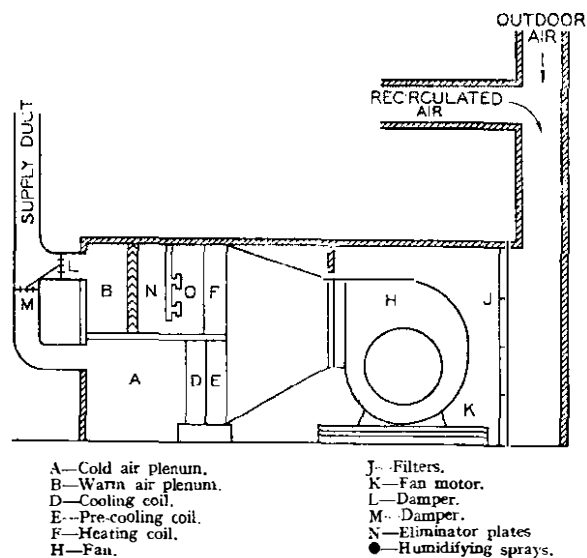 OUTDOOR
AIR
RECIRCULATED
AIR
SUPPLY DUCT
L
M
B
N
O
F
H
J
A
D
E
K
A—Cold air plenum.
B—Warm air plenum.
D—Cooling coil.
E—Pre-cooling coil.
F—Heating coil.
H—Fan.
J—Filters.
K—Fan motor.
L—Damper.
M—Damper.
N—Eliminator plates
●—Humidifying sprays.